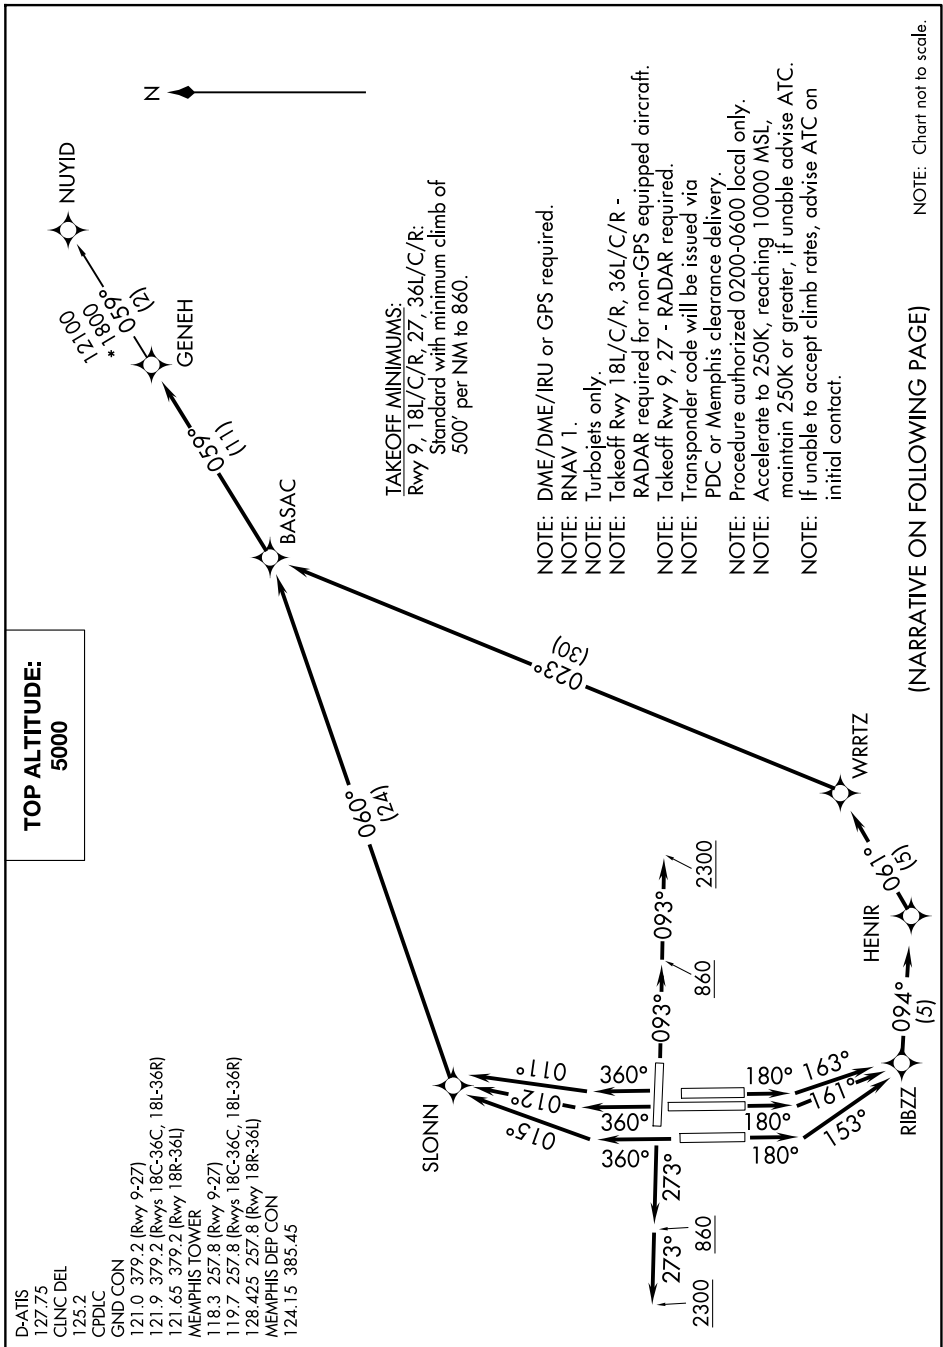 D-ATIS
127.75
CLNC DEL
125.2
CPDLC
GND CON
121.0 379.2 (Rwy 9-27)
121.9 379.2 (Rwys 18C-36C, 18L-36R)
121.65 379.2 (Rwy 18R-36L)
MEMPHIS TOWER
118.3 257.8 (Rwy 9-27)
119.7 257.8 (Rwys 18C-36C, 18L-36R)
128.425 257.8 (Rwy 18R-36L)
MEMPHIS DEP CON
124.15 385.45
TOP ALTITUDE:
5000
N
NUYID
12100
*1800
059°
(2)
GENEH
059°
(11)
BASAC
060°
(24)
023°
(30)
SLONN
015°
012°
011°
360°
360°
360°
273°
273°
860
2300
093°
093°
860
2300
180°
180°
180°
153°
161°
163°
RIBZZ
094°
(5)
HENIR
061°
(5)
WRRTZ
TAKEOFF MINIMUMS:
Rwy 9, 18L/C/R, 27, 36L/C/R:
Standard with minimum climb of
500' per NM to 860.
NOTE: DME/DME/IRU or GPS required.
NOTE: RNAV 1.
NOTE: Turbojets only.
NOTE: Takeoff Rwy 18L/C/R, 36L/C/R -
RADAR required for non-GPS equipped aircraft.
NOTE: Takeoff Rwy 9, 27 - RADAR required.
NOTE: Transponder code will be issued via
PDC or Memphis clearance delivery.
NOTE: Procedure authorized 0200-0600 local only.
NOTE: Accelerate to 250K, reaching 10000 MSL,
maintain 250K or greater, if unable advise ATC.
NOTE: If unable to accept climb rates, advise ATC on
initial contact.
(NARRATIVE ON FOLLOWING PAGE)
NOTE: Chart not to scale.